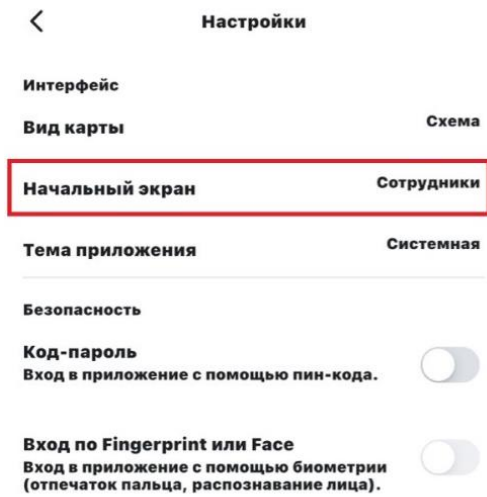 Настройки
Интерфейс
Вид карты Схема
Начальный экран Сотрудники
Тема приложения Системная
Безопасность
Код-пароль
Вход в приложение с помощью пин-кода.
Вход по Fingerprint или Face
Вход в приложение с помощью биометрии
(отпечаток пальца, распознавание лица).